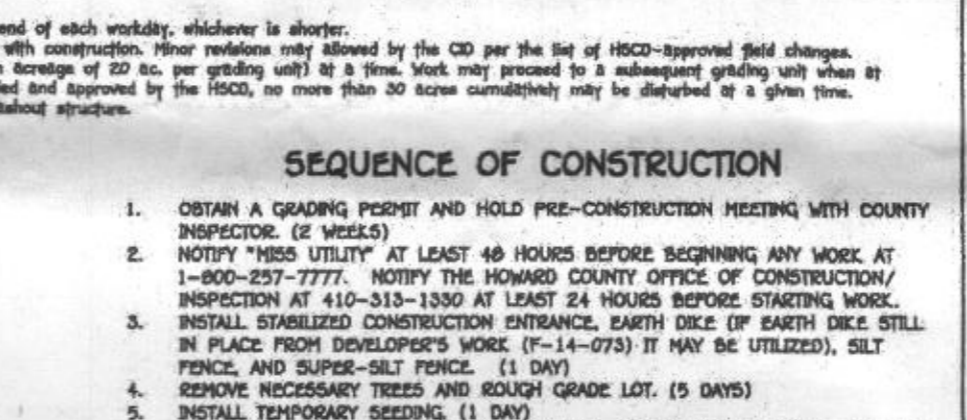 end of each workday, whichever is shorter.
with construction. Minor revisions may allowed by the CID per the list of HSCD-approved field changes.
acreage of 20 ac. per grading unit) at a time. Work may proceed to a subsequent grading unit when at
and approved by the HSCD, no more than 30 acres cumulatively may be disturbed at a given time.
structure.
SEQUENCE OF CONSTRUCTION
1. OBTAIN A GRADING PERMIT AND HOLD PRE-CONSTRUCTION MEETING WITH COUNTY
INSPECTOR. (2 WEEKS)
2. NOTIFY "MISS UTILITY" AT LEAST 48 HOURS BEFORE BEGINNING ANY WORK AT
1-800-257-7777. NOTIFY THE HOWARD COUNTY OFFICE OF CONSTRUCTION/
INSPECTION AT 410-313-1330 AT LEAST 24 HOURS BEFORE STARTING WORK.
3. INSTALL STABILIZED CONSTRUCTION ENTRANCE, EARTH DIKE (IF EARTH DIKE STILL
IN PLACE FROM DEVELOPER'S WORK (F-14-073) IT MAY BE UTILIZED), SILT
FENCE, AND SUPER-SILT FENCE. (1 DAY)
4. REMOVE NECESSARY TREES AND ROUGH GRADE LOT. (5 DAYS)
5. INSTALL TEMPORARY SEEDING. (1 DAY)